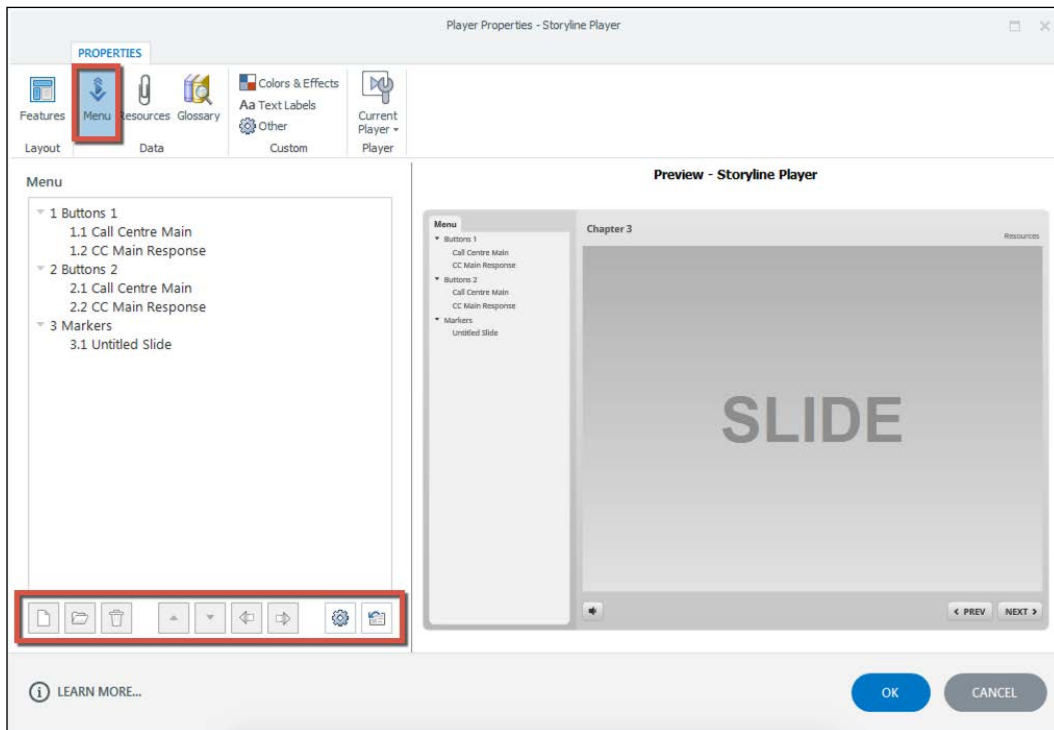 Player Properties - Storyline Player
PROPERTIES
Features
Menu
Resources
Glossary
Colors & Effects
Aa Text Labels
Other
Current
Player
Layout
Data
Custom
Player
Menu
1 Buttons 1
1.1 Call Centre Main
1.2 CC Main Response
2 Buttons 2
2.1 Call Centre Main
2.2 CC Main Response
3 Markers
3.1 Untitled Slide
Preview - Storyline Player
Menu
Buttons 1
Call Centre Main
CC Main Response
Buttons 2
Call Centre Main
CC Main Response
Markers
Untitled Slide
Chapter 3
Resources
SLIDE
< PREV
NEXT >
i LEARN MORE...
OK
CANCEL